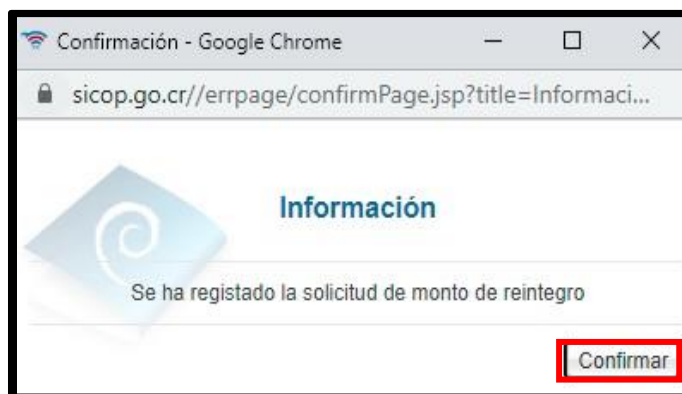 Confirmación - Google Chrome
sicop.go.cr//errpage/confirmPage.jsp?title=Informaci...
Información
Se ha registado la solicitud de monto de reintegro
Confirmar